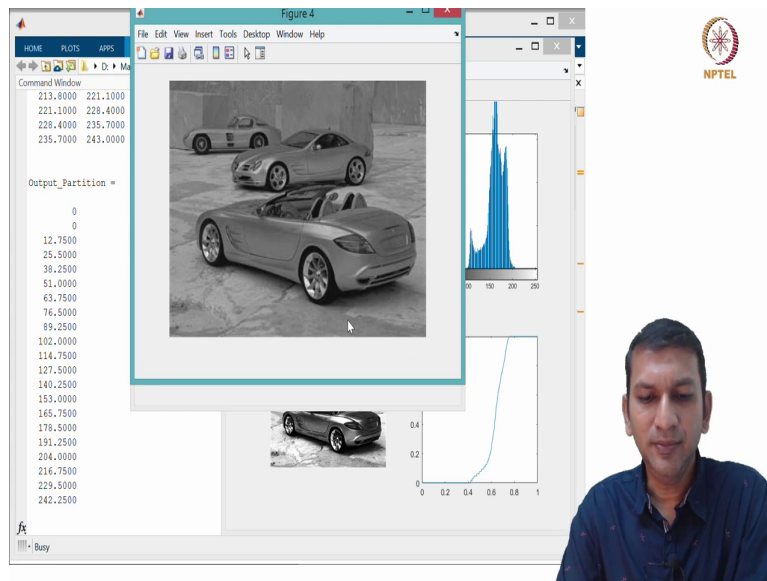 Figure 4
File Edit View Insert Tools Desktop Window Help
HOME PLOTS APPS
D: Ma
Command Window
213.8000 221.1000
221.1000 228.4000
228.4000 235.7000
235.7000 243.0000
Output_Partition =
0
0
12.7500
25.5000
38.2500
51.0000
63.7500
76.5000
89.2500
102.0000
114.7500
127.5000
140.2500
153.0000
165.7500
178.5000
191.2500
204.0000
216.7500
229.5000
242.2500
fx
Busy
00 150 200 250
0.4
0.2
0
0 0.2 0.4 0.6 0.8 1
NPTEL